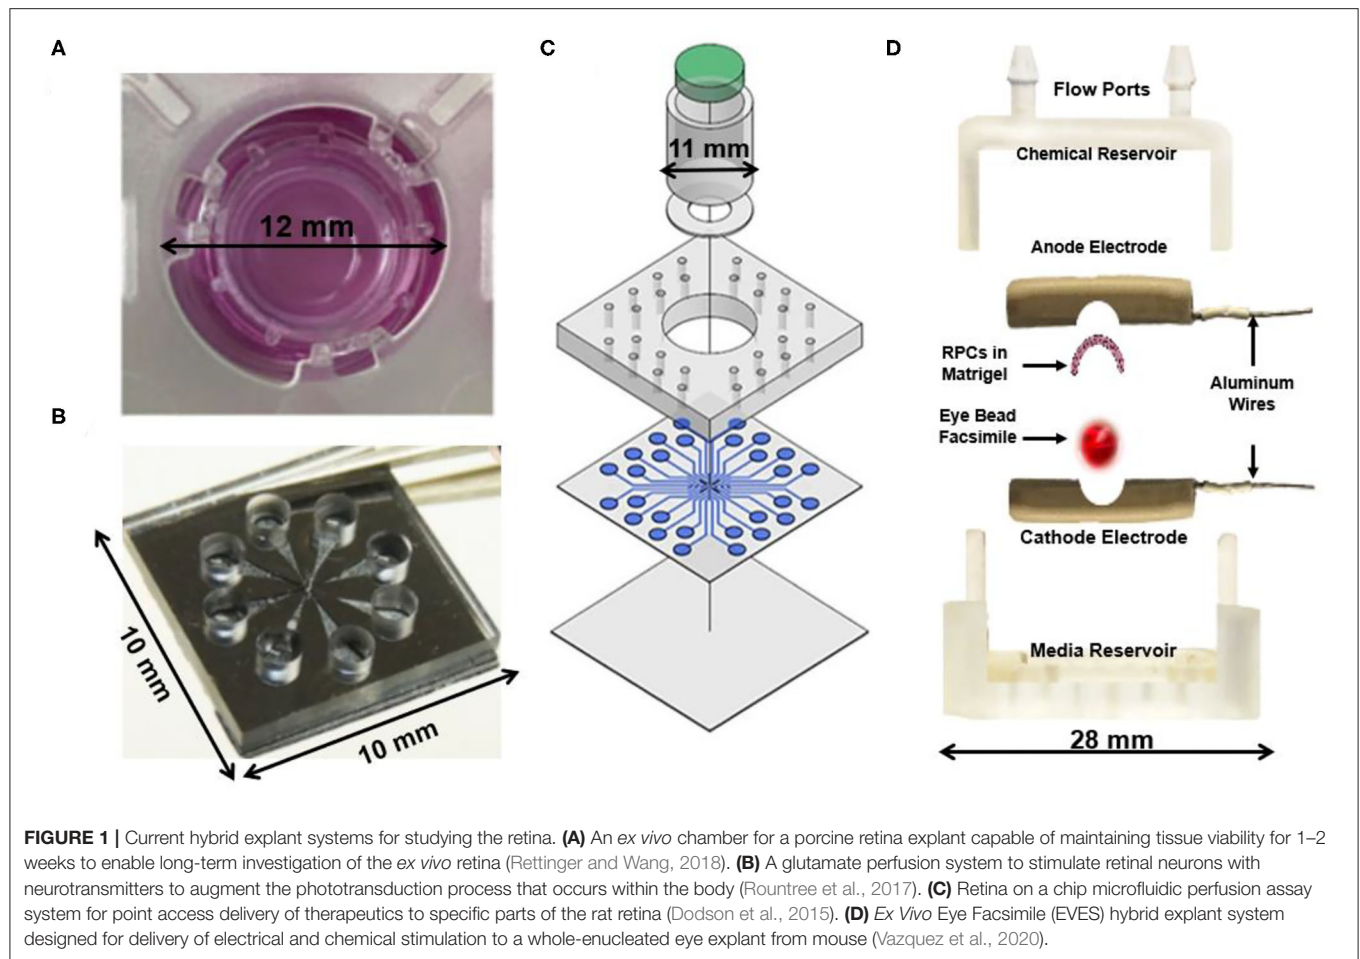 A
12 mm
B
10 mm
10 mm
C
11 mm
D
Flow Ports
Chemical Reservoir
Anode Electrode
RPCs in
Matrigel
Aluminum
Wires
Eye Bead
Facsimile
Cathode Electrode
Media Reservoir
28 mm
FIGURE 1 | Current hybrid explant systems for studying the retina. (A) An ex vivo chamber for a porcine retina explant capable of maintaining tissue viability for 1–2
weeks to enable long-term investigation of the ex vivo retina (Rettinger and Wang, 2018). (B) A glutamate perfusion system to stimulate retinal neurons with
neurotransmitters to augment the phototransduction process that occurs within the body (Rountree et al., 2017). (C) Retina on a chip microfluidic perfusion assay
system for point access delivery of therapeutics to specific parts of the rat retina (Dodson et al., 2015). (D) Ex Vivo Eye Facsimile (EVES) hybrid explant system
designed for delivery of electrical and chemical stimulation to a whole-enucleated eye explant from mouse (Vazquez et al., 2020).